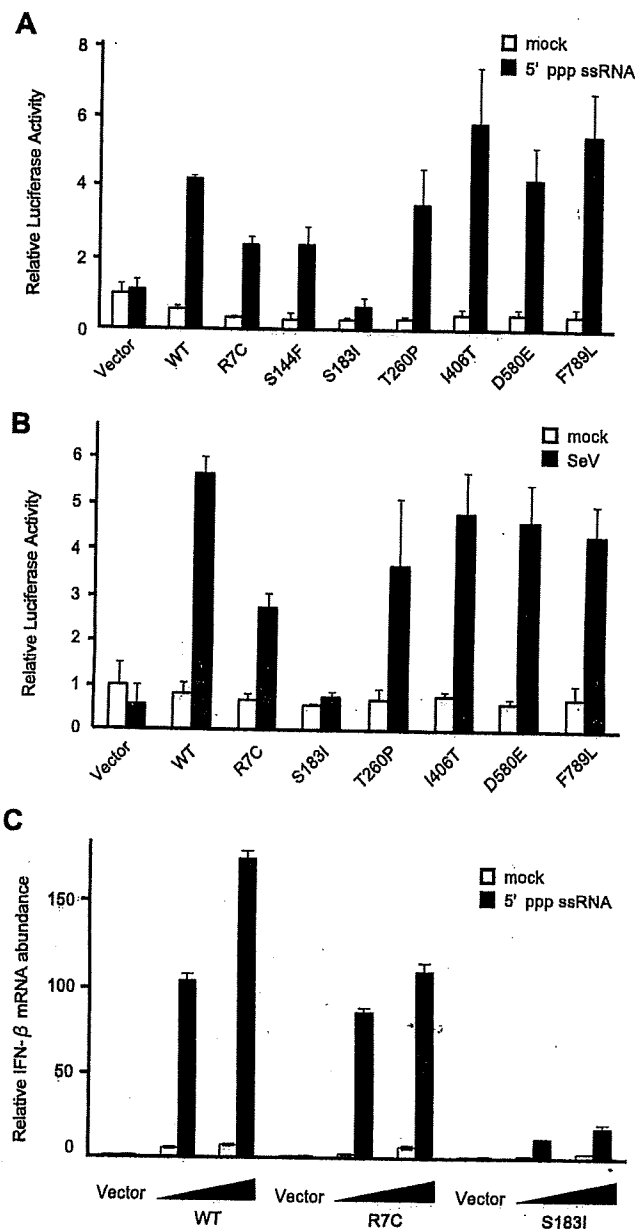 A
mock
5' ppp ssRNA
8
6
4
2
0
Relative Luciferase Activity
Vector WT R7C S144F S183I T260P I406T D580E F789L
B
mock
SeV
6
5
4
3
2
1
0
Relative Luciferase Activity
Vector WT R7C S183I T260P I406T D580E F789L
C
mock
5' ppp ssRNA
150
100
50
0
Relative IFN-β mRNA abundance
Vector Vector Vector
WT R7C S183I